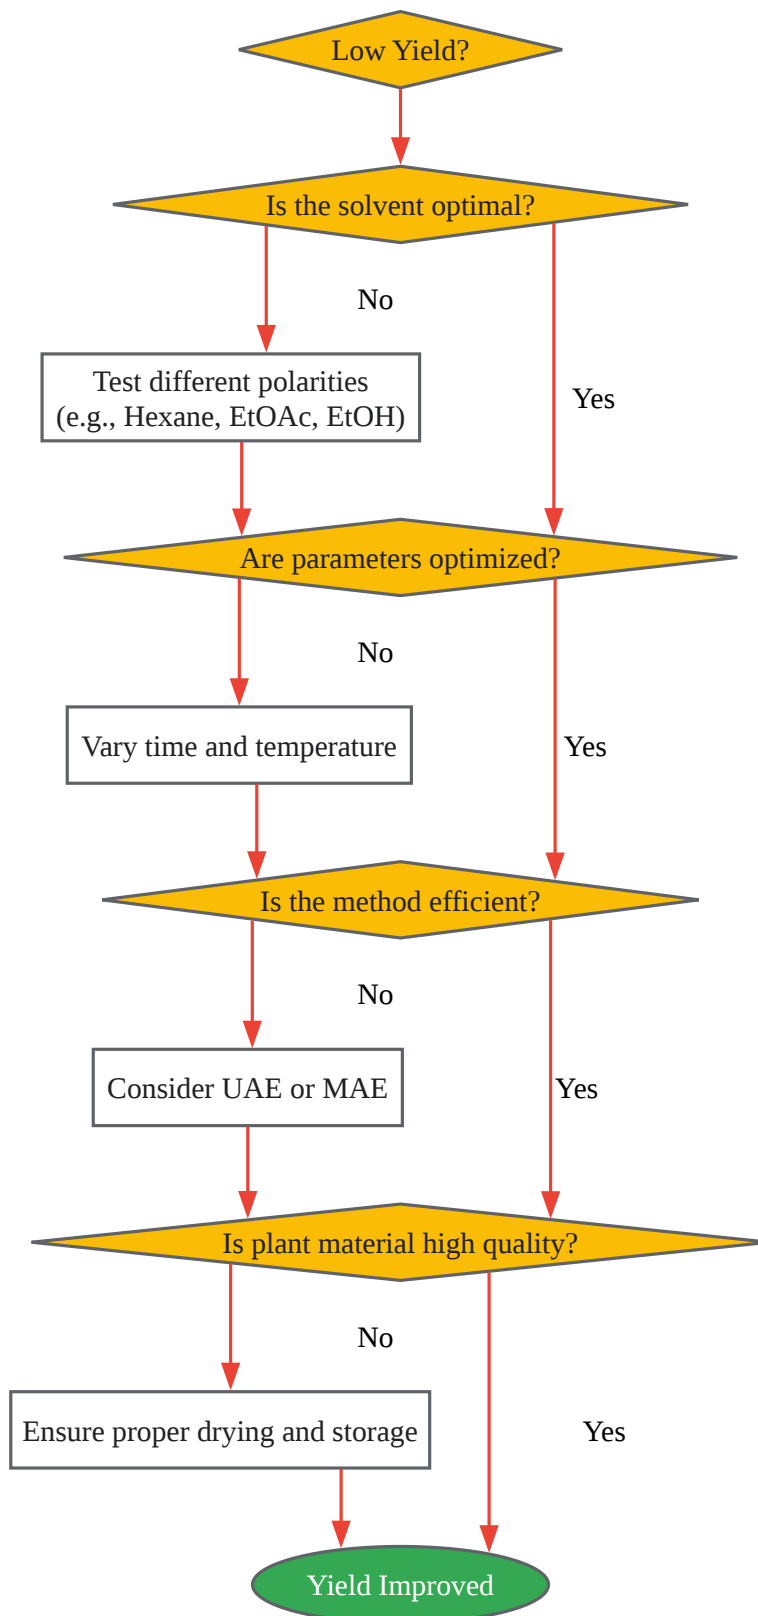 Low Yield?
Is the solvent optimal?
No
Test different polarities
(e.g., Hexane, EtOAc, EtOH)
Yes
Are parameters optimized?
No
Vary time and temperature
Yes
Is the method efficient?
No
Consider UAE or MAE
Yes
Is plant material high quality?
No
Ensure proper drying and storage
Yes
Yield Improved